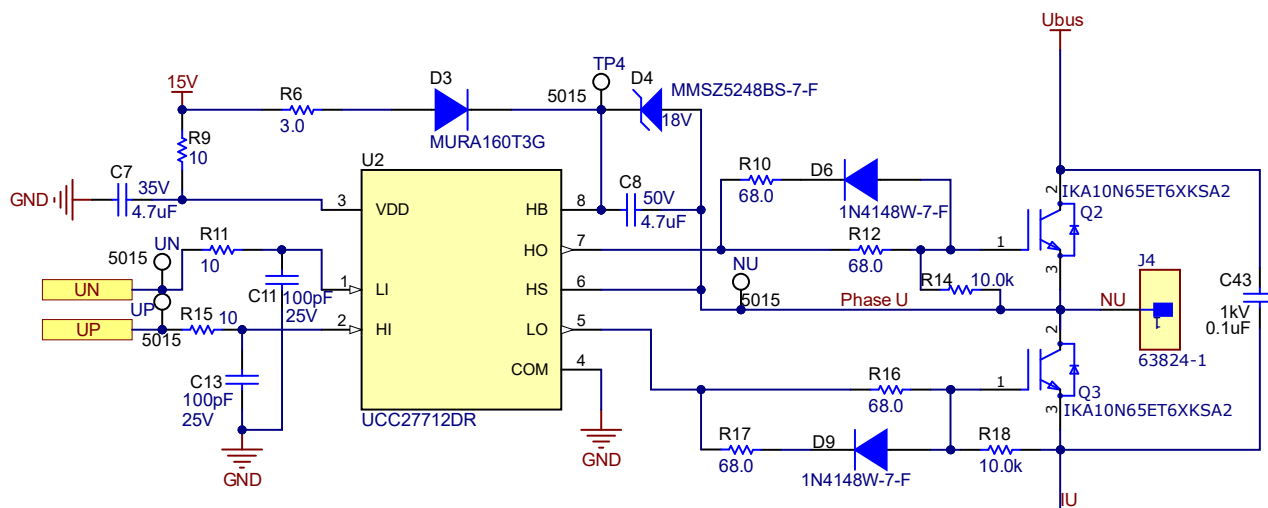 Ubus
TP4
D3
D4
MMSZ5248BS-7-F
15V
R6
5015
3.0
18V
MURA160T3G
R9
10
U2
C7
35V
GND
4.7uF
3
VDD
HB
8
C8
50V
4.7uF
R10
D6
68.0
1N4148W-7-F
2
IKA10N65ET6XKSA2
Q2
UN
R11
5015
10
HO
7
R12
68.0
1
3
UN
C11
100pF
25V
1
LI
HS
6
NU
5015
R14
10.0k
J4
C43
UP
UP
R15
10
5015
2
HI
LO
5
Phase U
NU
1kV
0.1uF
63824-1
2
C13
100pF
25V
COM
4
R16
68.0
1
Q3
3
IKA10N65ET6XKSA2
UCC27712DR
GND
GND
R17
D9
R18
68.0
10.0k
1N4148W-7-F
IU